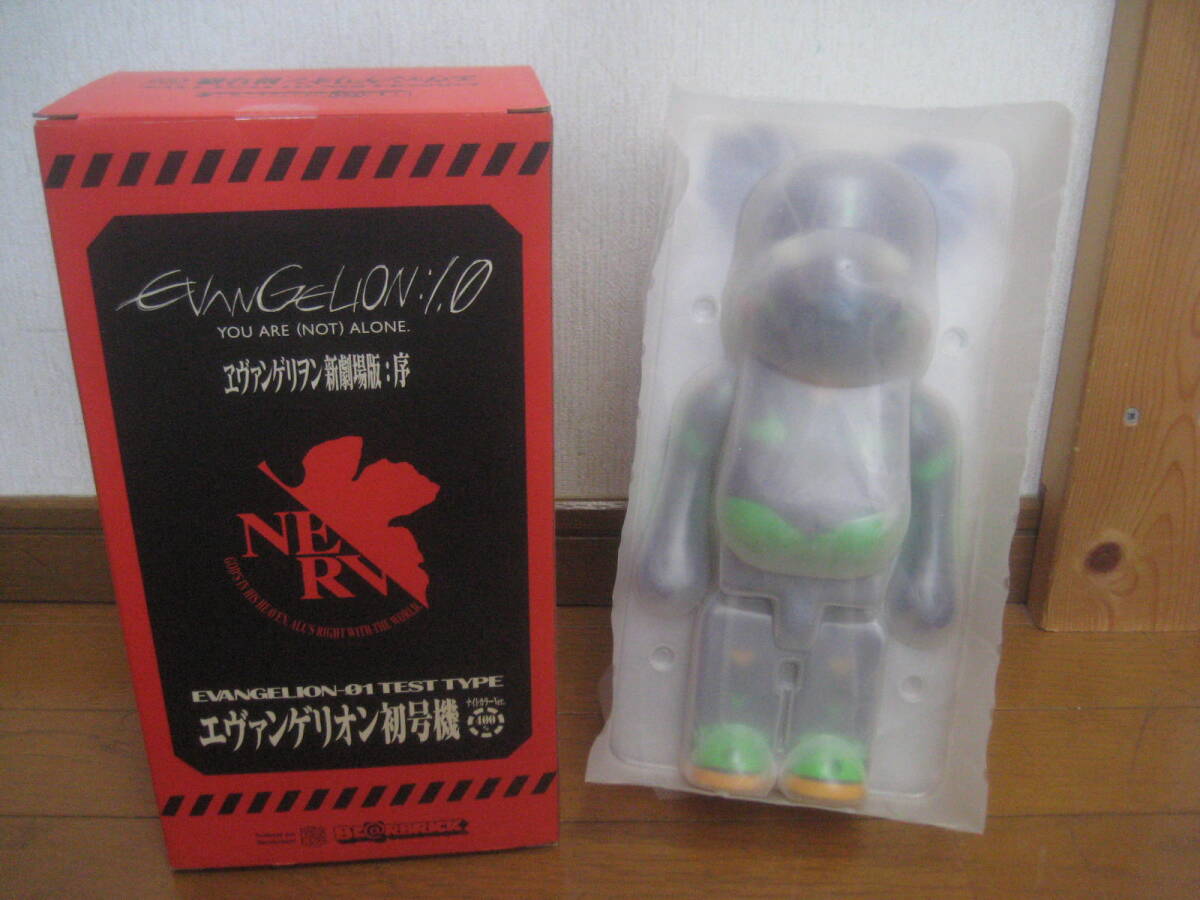 EVANGELION:1.0
YOU ARE (NOT) ALONE.
ヱヴァンゲリヲン新劇場版:序
NERV
GOD'S IN HIS HEAVEN. ALL'S RIGHT WITH THE WORLD.
EVANGELION-01 TEST TYPE
エヴァンゲリオン初号機
ナイトカラーVer.
400%
BE@RBRICK